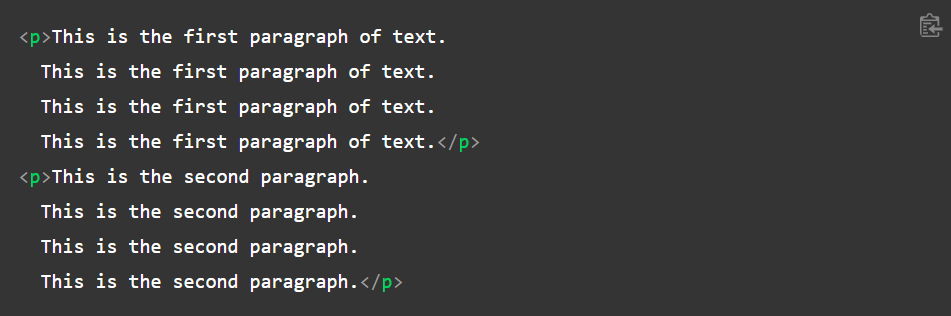 <p>This is the first paragraph of text.
  This is the first paragraph of text.
  This is the first paragraph of text.
  This is the first paragraph of text.</p>
<p>This is the second paragraph.
  This is the second paragraph.
  This is the second paragraph.
  This is the second paragraph.</p>